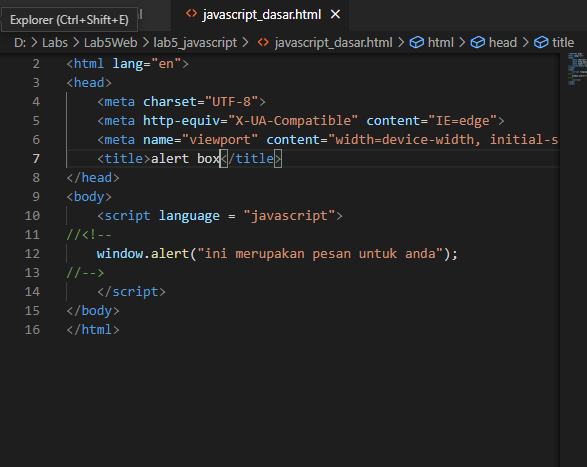 Explorer (Ctrl+Shift+E)
javascript_dasar.html
D: > Labs > Lab5Web > lab5_javascript > javascript_dasar.html > html > head > title
2 <html lang="en">
3 <head>
4 <meta charset="UTF-8">
5 <meta http-equiv="X-UA-Compatible" content="IE=edge">
6 <meta name="viewport" content="width=device-width, initial-s
7 <title>alert box</title>
8 </head>
9 <body>
10 <script language = "javascript">
11 //<!--
12 window.alert("ini merupakan pesan untuk anda");
13 //-->
14 </script>
15 </body>
16 </html>